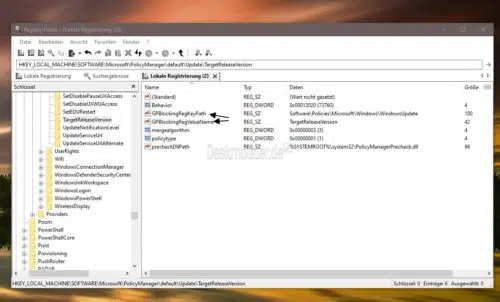 Registry Finder - [Lokale Registrierung (2)]
Datei Bearbeiten Ansicht Favoriten Fenster ?
HKEY_LOCAL_MACHINE\SOFTWARE\Microsoft\PolicyManager\default\Update\TargetReleaseVersion
Lokale Registrierung
Suchergebnisse
Lokale Registrierung (2)
Schlüssel
SetDisablePauseUXAccess
SetDisableUXWUAccess
SetEDURestart
TargetReleaseVersion
UpdateNotificationLevel
UpdateServiceUrl
UpdateServiceUrlAlternate
UserRights
Wifi
WindowsConnectionManager
WindowsDefenderSecurityCenter
WindowsInkWorkspace
WindowsLogon
WindowsPowerShell
WirelessDisplay
Providers
Poom
PowerShell
PowerShellCore
Print
Provisioning
PushRouter
RADAR
Name Typ Daten Größe
(Standard) REG_SZ (Wert nicht gesetzt)
Behavior REG_DWORD 0x00012020 (73760)
GPBlockingRegKeyPath REG_SZ Software\Policies\Microsoft\Windows\WindowsUpdate 100
GPBlockingRegValueName REG_SZ TargetReleaseVersion 42
mergealgorithm REG_DWORD 0x00000003 (3)
policytype REG_DWORD 0x00000004 (4)
precheckDllPath REG_SZ %SYSTEMROOT%\system32\PolicyManagerPrecheck.dll 96
Deskmodder.de
HKEY_LOCAL_MACHINE\SOFTWARE\Microsoft\PolicyManager\default\Update\TargetReleaseVersion
Schlüssel: 0 Einträge: 6 Ausgewählt: 0